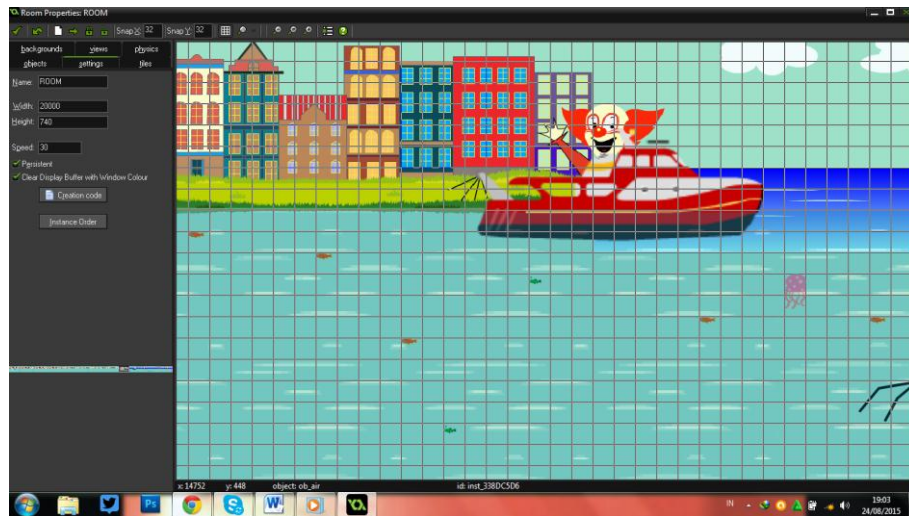 Room Properties: ROOM
Snap X: 32 Snap Y: 32
backgrounds views physics
objects settings tiles
Name: ROOM
Width: 20000
Height: 740
Speed: 30
Persistent
Clear Display Buffer with Window Colour
Creation code
Instance Order
x: 14752 y: 448 object: ob_air id: inst_338DC5D6
Ps
S
W
IN
19:03
24/08/2015